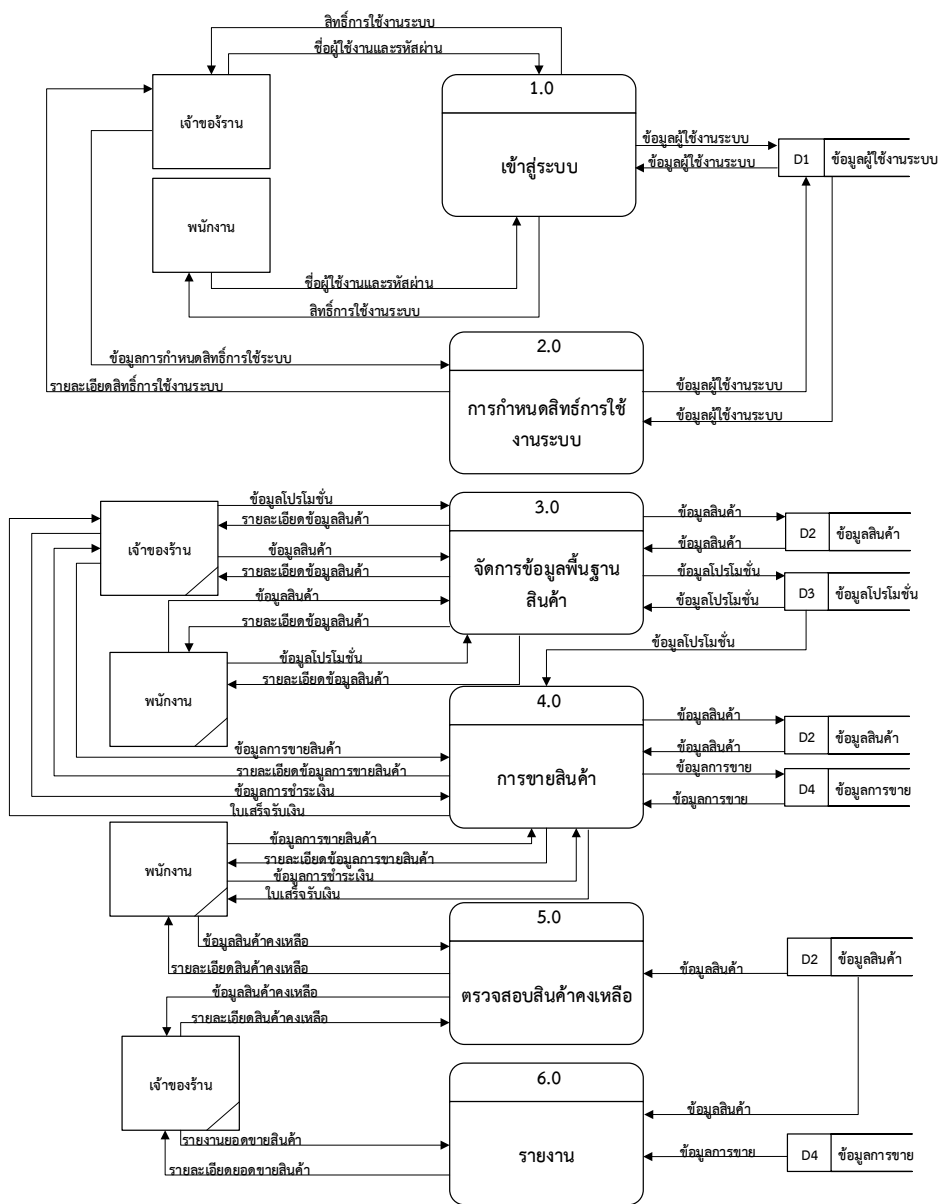 สิทธิ์การใช้งานระบบ
ชื่อผู้ใช้งานและรหัสผ่าน
เจ้าของร้าน
1.0
เข้าสู่ระบบ
ข้อมูลผู้ใช้งานระบบ
ข้อมูลผู้ใช้งานระบบ
D1
ข้อมูลผู้ใช้งานระบบ
พนักงาน
ชื่อผู้ใช้งานและรหัสผ่าน
สิทธิ์การใช้งานระบบ
ข้อมูลการกำหนดสิทธิ์การใช้ระบบ
รายละเอียดสิทธิ์การใช้งานระบบ
2.0
การกำหนดสิทธ์การใช้
งานระบบ
ข้อมูลผู้ใช้งานระบบ
ข้อมูลผู้ใช้งานระบบ
เจ้าของร้าน
ข้อมูลโปรโมชั่น
รายละเอียดข้อมูลสินค้า
ข้อมูลสินค้า
รายละเอียดข้อมูลสินค้า
ข้อมูลสินค้า
รายละเอียดข้อมูลสินค้า
ข้อมูลโปรโมชั่น
รายละเอียดข้อมูลสินค้า
3.0
จัดการข้อมูลพื้นฐาน
สินค้า
ข้อมูลสินค้า
ข้อมูลสินค้า
D2
ข้อมูลสินค้า
ข้อมูลโปรโมชั่น
ข้อมูลโปรโมชั่น
D3
ข้อมูลโปรโมชั่น
ข้อมูลโปรโมชั่น
พนักงาน
4.0
การขายสินค้า
ข้อมูลสินค้า
ข้อมูลสินค้า
D2
ข้อมูลสินค้า
ข้อมูลการขาย
ข้อมูลการขาย
D4
ข้อมูลการขาย
ข้อมูลการขายสินค้า
รายละเอียดข้อมูลการขายสินค้า
ข้อมูลการชำระเงิน
ใบเสร็จรับเงิน
พนักงาน
ข้อมูลการขายสินค้า
รายละเอียดข้อมูลการขายสินค้า
ข้อมูลการชำระเงิน
ใบเสร็จรับเงิน
5.0
ตรวจสอบสินค้าคงเหลือ
ข้อมูลสินค้าคงเหลือ
รายละเอียดสินค้าคงเหลือ
ข้อมูลสินค้าคงเหลือ
รายละเอียดสินค้าคงเหลือ
ข้อมูลสินค้า
D2
ข้อมูลสินค้า
เจ้าของร้าน
6.0
รายงาน
ข้อมูลสินค้า
ข้อมูลการขาย
D4
ข้อมูลการขาย
รายงานยอดขายสินค้า
รายละเอียดยอดขายสินค้า